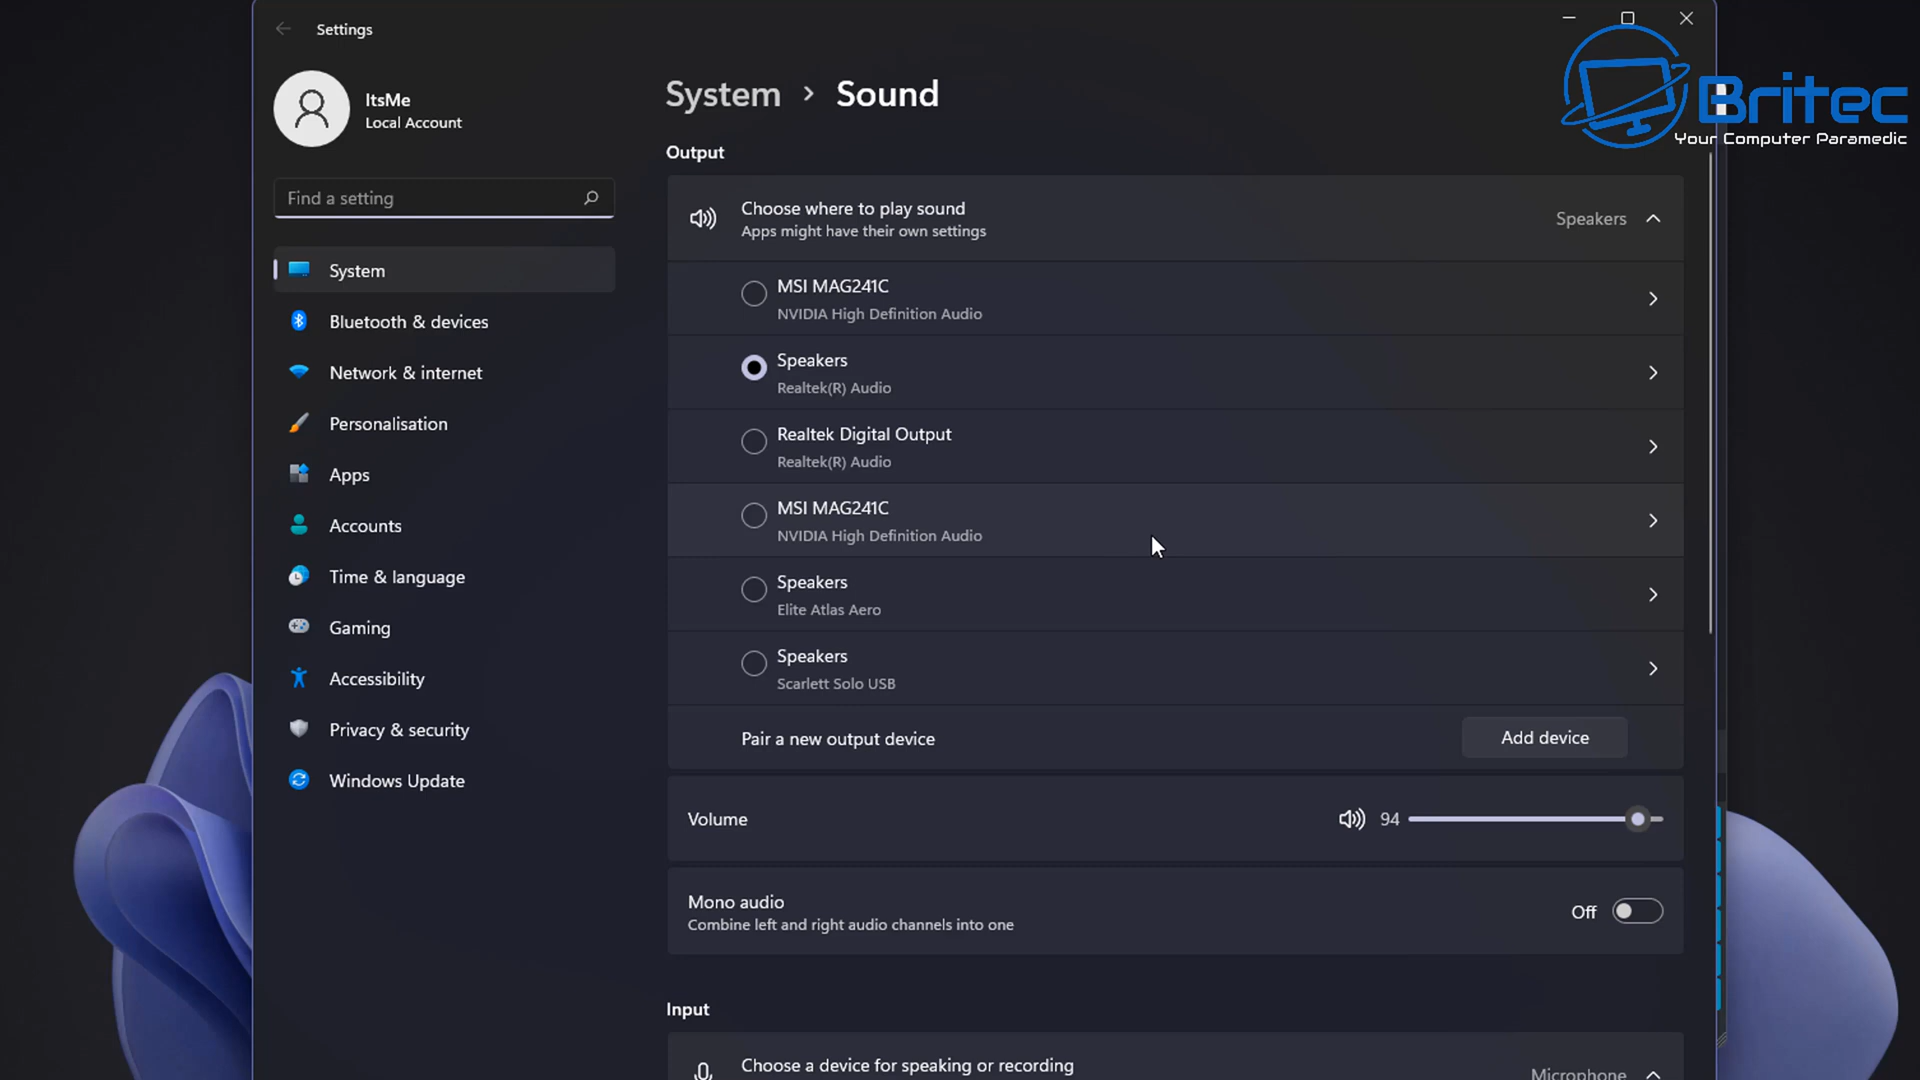 Settings
Britec
Your Computer Paramedic
ItsMe
Local Account
Find a setting
System
Bluetooth & devices
Network & internet
Personalisation
Apps
Accounts
Time & language
Gaming
Accessibility
Privacy & security
Windows Update
System > Sound
Output
Choose where to play sound
Apps might have their own settings
Speakers
MSI MAG241C
NVIDIA High Definition Audio
Speakers
Realtek(R) Audio
Realtek Digital Output
Realtek(R) Audio
MSI MAG241C
NVIDIA High Definition Audio
Speakers
Elite Atlas Aero
Speakers
Scarlett Solo USB
Pair a new output device
Add device
Volume
94
Mono audio
Combine left and right audio channels into one
Off
Input
Choose a device for speaking or recording
Microphone